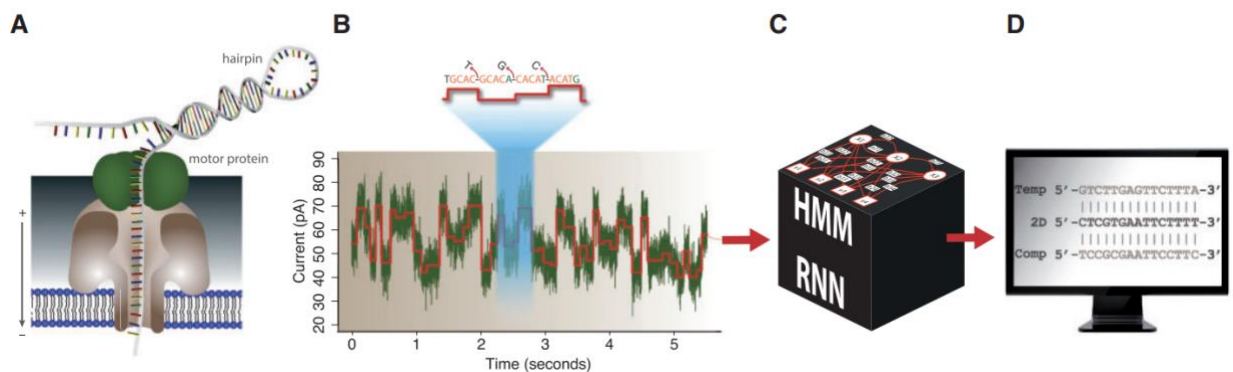 A
hairpin
motor protein
+
–
B
T G C
TGCAC-GCACA-CACAT-ACATG
Current (pA)
90
80
70
60
50
40
30
20
0 1 2 3 4 5
Time (seconds)
C
HMM
RNN
D
Temp 5'-GTCTTGAGTTCTTTA-3'
2D 5'-CTCGTGAATTCTTTT-3'
Comp 5'-TCCGCGAATTCCTTC-3'